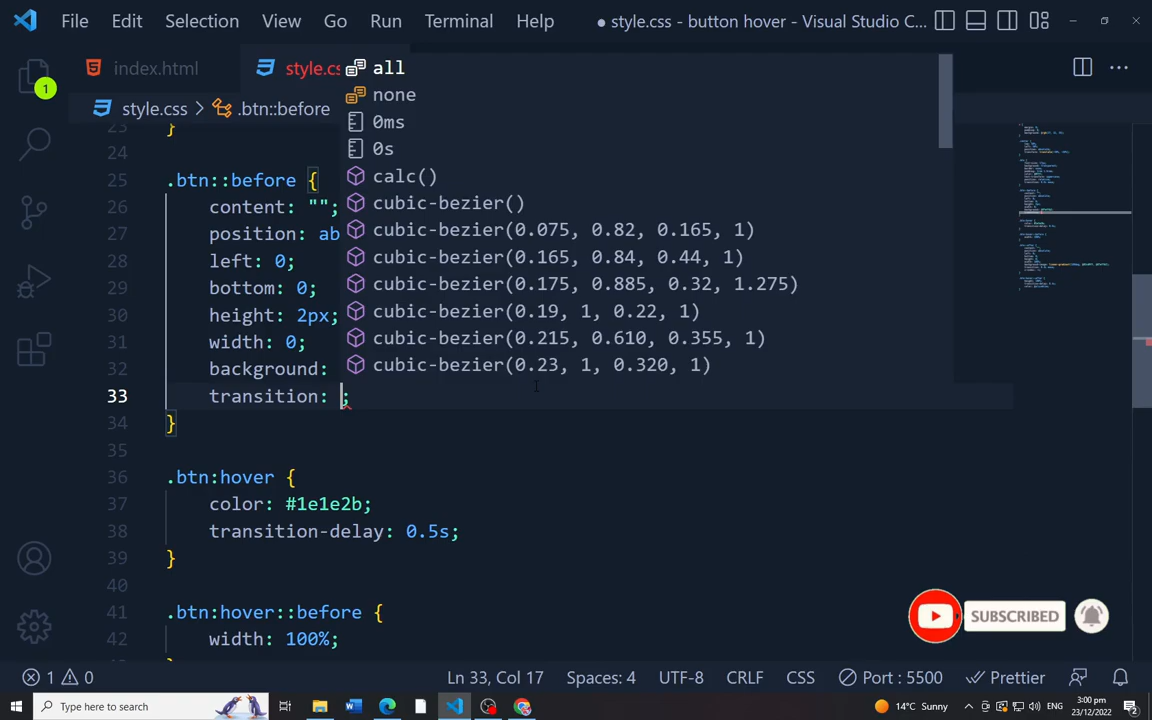 File Edit Selection View Go Run Terminal Help ● style.css - button hover - Visual Studio C...
index.html style.cs
style.css > .btn::before
all
none
0ms
0s
calc()
cubic-bezier()
cubic-bezier(0.075, 0.82, 0.165, 1)
cubic-bezier(0.165, 0.84, 0.44, 1)
cubic-bezier(0.175, 0.885, 0.32, 1.275)
cubic-bezier(0.19, 1, 0.22, 1)
cubic-bezier(0.215, 0.610, 0.355, 1)
cubic-bezier(0.23, 1, 0.320, 1)
23 }
24
25 .btn::before {
26 content: "";
27 position: ab
28 left: 0;
29 bottom: 0;
30 height: 2px;
31 width: 0;
32 background:
33 transition: ;
34 }
35
36 .btn:hover {
37 color: #1e1e2b;
38 transition-delay: 0.5s;
39 }
40
41 .btn:hover::before {
42 width: 100%;
1
SUBSCRIBED
1 0 Ln 33, Col 17 Spaces: 4 UTF-8 CRLF CSS Port : 5500 Prettier
Type here to search 14°C Sunny ENG 3:00 pm
23/12/2022 2